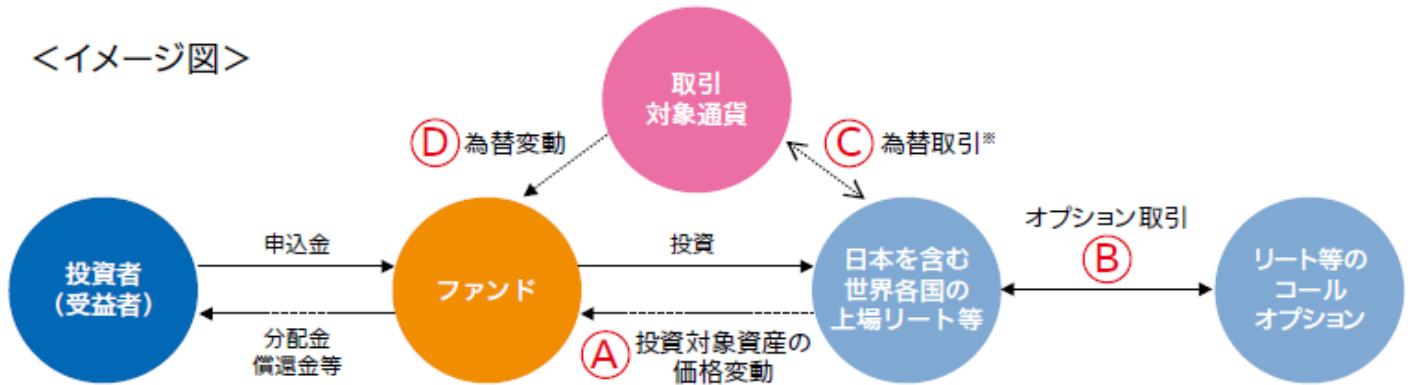 <イメージ図>
取引
対象通貨
D 為替変動
C 為替取引※
オプション取引
B
申込金
投資
投資者
(受益者)
ファンド
日本を含む
世界各国の
上場リート等
リート等の
コール
オプション
分配金
償還金等
A 投資対象資産の
価格変動